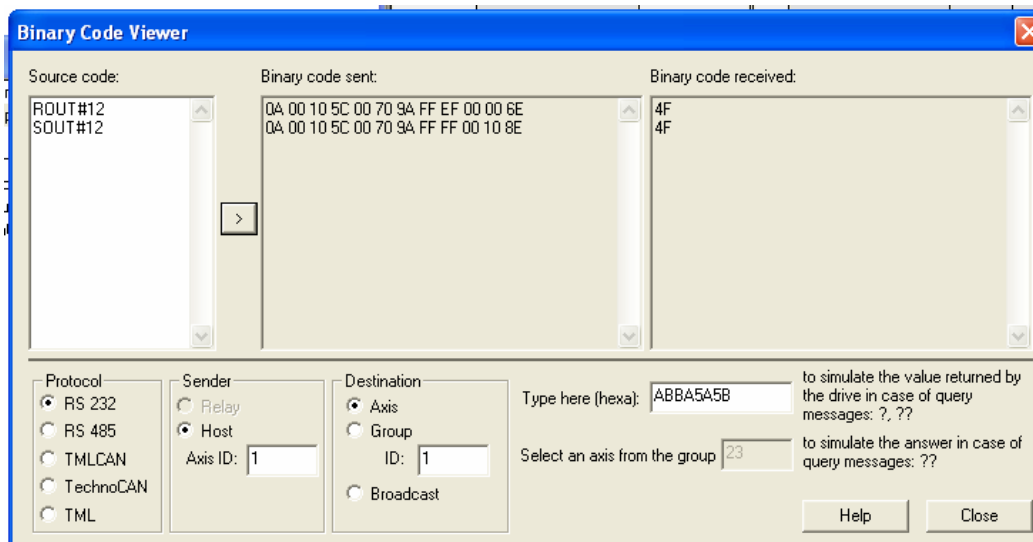 Binary Code Viewer
Source code:
Binary code sent:
Binary code received:
ROUT#12
SOUT#12
0A 00 10 5C 00 70 9A FF EF 00 00 6E
0A 00 10 5C 00 70 9A FF FF 00 10 8E
4F
4F
>
Protocol
RS 232
RS 485
TMLCAN
TechnoCAN
TML
Sender
Relay
Host
Axis ID: 1
Destination
Axis
Group
ID: 1
Broadcast
Type here (hexa): ABBA5A5B
to simulate the value returned by
the drive in case of query
messages: ?, ??
Select an axis from the group 23
to simulate the answer in case of
query messages: ??
Help
Close